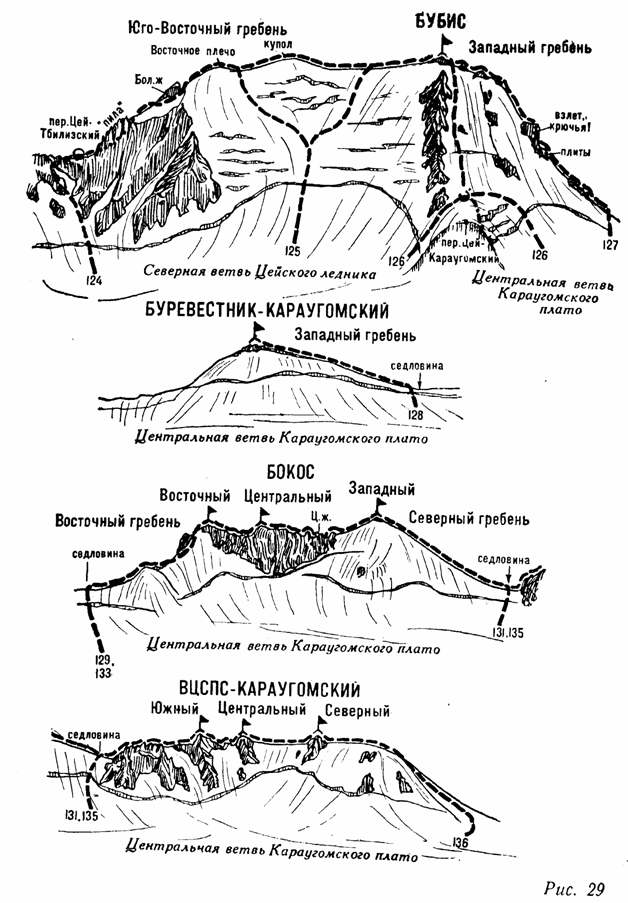 БУБИС
Юго-Восточный гребень
купол
Западный гребень
Восточное плечо
Бол.ж
"ПИЛА"
пер. Цей-
Тбилизский
взлет,
крючья!
плиты
124
125
126
пер. Цей-
Караугомский
126
127
Северная ветвь Цейского ледника
Центральная ветвь
Караугомского
плато
БУРЕВЕСТНИК-КАРАУГОМСКИЙ
Западный гребень
седловина
128
Центральная ветвь Караугомского плато
БОКОС
Восточный
Центральный
Западный
Восточный гребень
Ц.ж.
Северный гребень
седловина
седловина
131,135
129,
133
Центральная ветвь Караугомского плато
ВЦСПС-КАРАУГОМСКИЙ
Южный
Центральный
Северный
седловина
131,135
136
Центральная ветвь Караугомского плато
Рис. 29